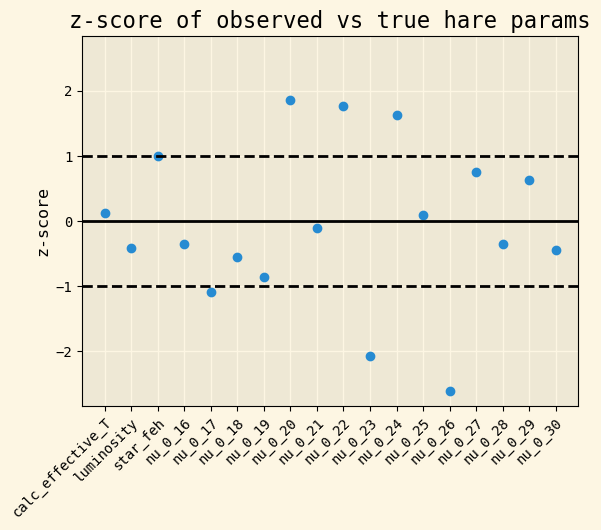 z-score of observed vs true hare params
z-score
2
1
0
−1
−2
calc_effective_T
luminosity
star_feh
nu_0_16
nu_0_17
nu_0_18
nu_0_19
nu_0_20
nu_0_21
nu_0_22
nu_0_23
nu_0_24
nu_0_25
nu_0_26
nu_0_27
nu_0_28
nu_0_29
nu_0_30